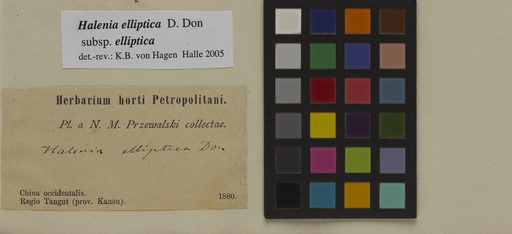 Halenia elliptica D. Don
subsp. elliptica
det.-rev.: K.B. von Hagen Halle 2005
Herbarium horti Petropolitani.
Pl. a N. M. Przewalski collectae.
Halenia elliptica Don
China occidentalis.
Regio Tangut (prov. Kansu). 1880.